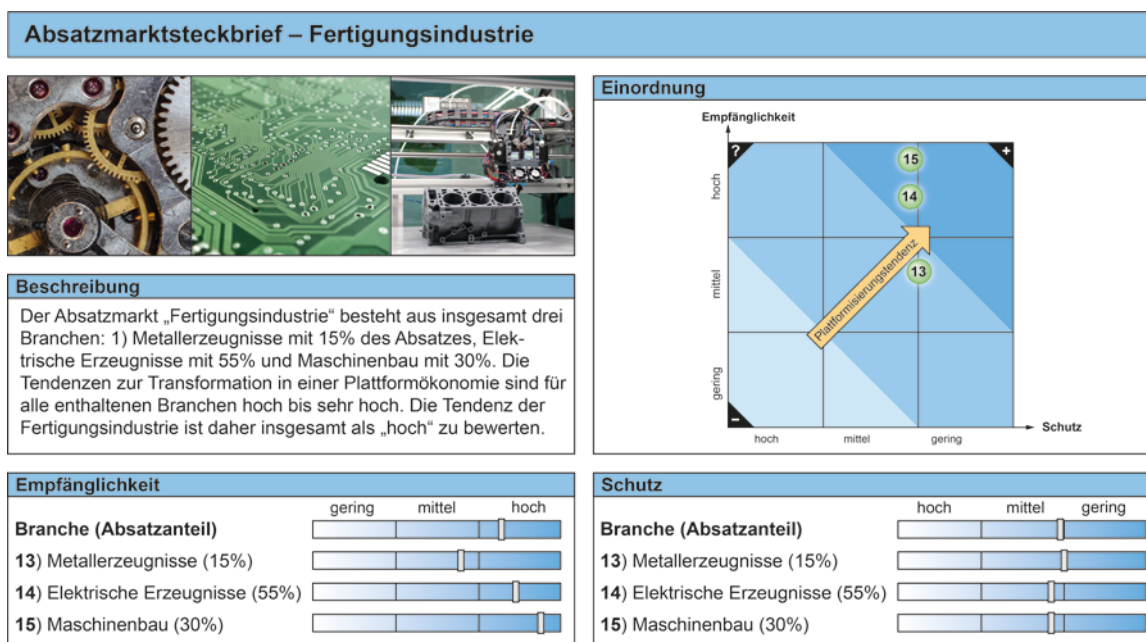 Absatzmarktsteckbrief – Fertigungsindustrie
Einordnung
Empfänglichkeit
?
+
15
14
13
hoch
mittel
gering
Plattformisierungstendenz
–
Schutz
hoch mittel gering
Beschreibung
Der Absatzmarkt „Fertigungsindustrie“ besteht aus insgesamt drei
Branchen: 1) Metallerzeugnisse mit 15% des Absatzes, Elek-
trische Erzeugnisse mit 55% und Maschinenbau mit 30%. Die
Tendenzen zur Transformation in einer Plattformökonomie sind für
alle enthaltenen Branchen hoch bis sehr hoch. Die Tendenz der
Fertigungsindustrie ist daher insgesamt als „hoch“ zu bewerten.
Empfänglichkeit
gering mittel hoch
Branche (Absatzanteil)
13) Metallerzeugnisse (15%)
14) Elektrische Erzeugnisse (55%)
15) Maschinenbau (30%)
Schutz
hoch mittel gering
Branche (Absatzanteil)
13) Metallerzeugnisse (15%)
14) Elektrische Erzeugnisse (55%)
15) Maschinenbau (30%)